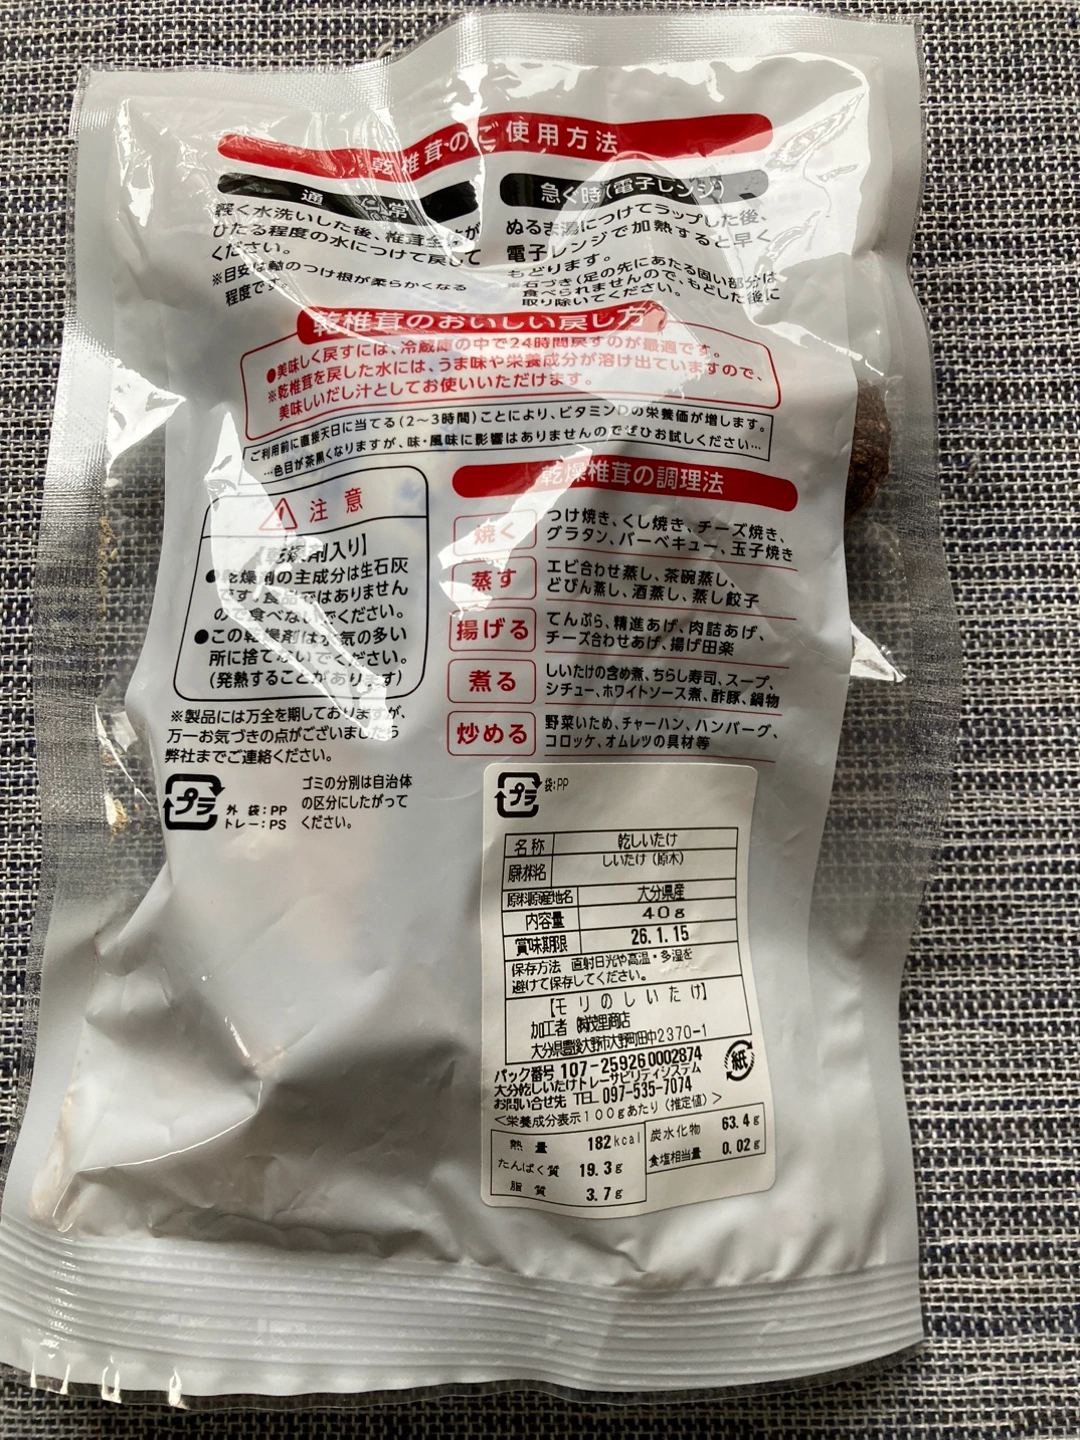 乾椎茸のご使用方法
通常
軽く水洗いした後、椎茸全体が
ひたる程度の水につけて戻して
ください。
※目安は軸のつけ根が柔らかくなる
程度です。
急ぐ時(電子レンジ)
ぬるま湯につけてラップした後、
電子レンジで加熱すると早く
もどります。
※石づき(足の先にあたる固い部分は
食べられませんので、もどした後に
取り除いてください。
乾椎茸のおいしい戻し方
●美味しく戻すには、冷蔵庫の中で24時間戻すのが最適です。
※乾椎茸を戻した水には、うま味や栄養成分が溶け出ていますので、
美味しいだし汁としてお使いいただけます。
ご利用前に直接天日に当てる(2〜3時間)ことにより、ビタミンDの栄養価が増します。
…色目が茶黒くなりますが、味・風味に影響はありませんのでぜひお試しください…
注意
【乾燥剤入り】
●乾燥剤の主成分は生石灰
です。食品ではありません
ので食べないでください。
●この乾燥剤は水気の多い
所に捨てないでください。
(発熱することがあります)
※製品には万全を期しておりますが、
万一お気づきの点がございましたら
弊社までご連絡ください。
プラ
外袋:PP
トレー:PS
ゴミの分別は自治体
の区分にしたがって
ください。
乾燥椎茸の調理法
焼く つけ焼き、くし焼き、チーズ焼き、
グラタン、バーベキュー、玉子焼き
蒸す エビ合わせ蒸し、茶碗蒸し、
どびん蒸し、酒蒸し、蒸し餃子
揚げる てんぷら、精進あげ、肉詰あげ、
チーズ合わせあげ、揚げ田楽
煮る しいたけの含め煮、ちらし寿司、スープ、
シチュー、ホワイトソース煮、酢豚、鍋物
炒める 野菜いため、チャーハン、ハンバーグ、
コロッケ、オムレツの具材等
プラ 袋:PP
名称 乾しいたけ
原材料名 しいたけ(原木)
原料原産地名 大分県産
内容量 40g
賞味期限 26.1.15
保存方法 直射日光や高温・多湿を
避けて保存してください。
【モリのしいたけ】
加工者 ㈱茂里商店
大分県豊後大野市大野町田中2370-1
パック番号 107-259260002874
大分乾しいたけトレーサビリティシステム
お問い合せ先 TEL 097-535-7074
紙
<栄養成分表示100gあたり(推定値)>
熱量 182kcal
たんぱく質 19.3g
脂質 3.7g
炭水化物 63.4g
食塩相当量 0.02g